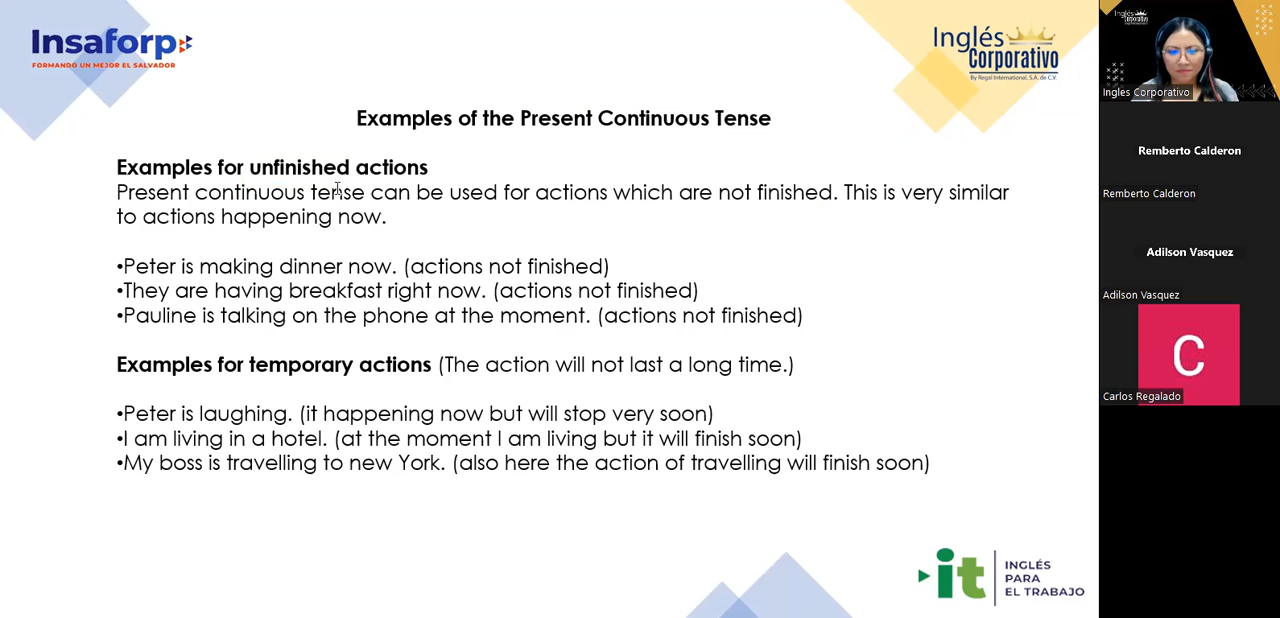 Insaforp
FORMANDO UN MEJOR EL SALVADOR
Inglés
Corporativo
By Regal International, S.A. de C.V.
Examples of the Present Continuous Tense
Examples for unfinished actions
Present continuous tense can be used for actions which are not finished. This is very similar
to actions happening now.
•Peter is making dinner now. (actions not finished)
•They are having breakfast right now. (actions not finished)
•Pauline is talking on the phone at the moment. (actions not finished)
Examples for temporary actions (The action will not last a long time.)
•Peter is laughing. (it happening now but will stop very soon)
•I am living in a hotel. (at the moment I am living but it will finish soon)
•My boss is travelling to new York. (also here the action of travelling will finish soon)
it
INGLÉS
PARA
EL TRABAJO
Inglés
Corporativo
Ingles Corporativo
Remberto Calderon
Remberto Calderon
Adilson Vasquez
Adilson Vasquez
C
Carlos Regalado